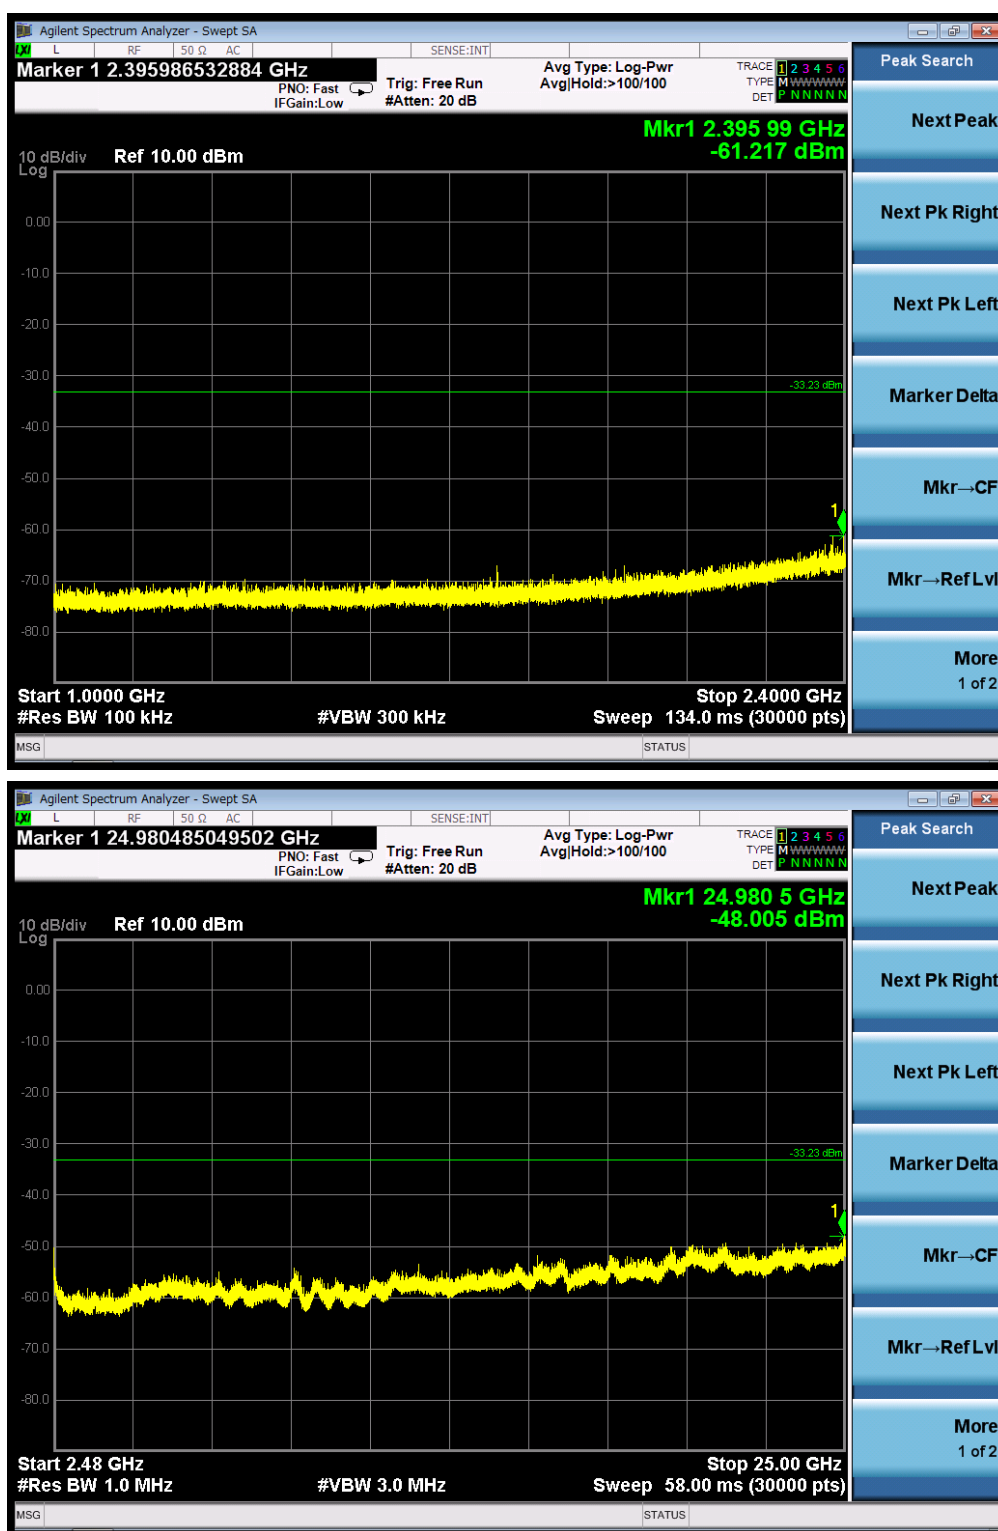 Agilent Spectrum Analyzer - Swept SA
LXI L RF 50 Ω AC SENSE:INT
Marker 1 2.395986532884 GHz
PNO: Fast
IFGain:Low
Trig: Free Run
#Atten: 20 dB
Avg Type: Log-Pwr
Avg|Hold:>100/100
TRACE 1 2 3 4 5 6
TYPE M W W W W W
DET P N N N N N
Mkr1 2.395 99 GHz
-61.217 dBm
10 dB/div Ref 10.00 dBm
Log
0.00
-10.0
-20.0
-30.0
-33.23 dBm
-40.0
-50.0
1
-60.0
-70.0
-80.0
Start 1.0000 GHz Stop 2.4000 GHz
#Res BW 100 kHz #VBW 300 kHz Sweep 134.0 ms (30000 pts)
MSG STATUS
Peak Search
Next Peak
Next Pk Right
Next Pk Left
Marker Delta
Mkr→CF
Mkr→Ref Lvl
More
1 of 2
Agilent Spectrum Analyzer - Swept SA
LXI L RF 50 Ω AC SENSE:INT
Marker 1 24.980485049502 GHz
PNO: Fast
IFGain:Low
Trig: Free Run
#Atten: 20 dB
Avg Type: Log-Pwr
Avg|Hold:>100/100
TRACE 1 2 3 4 5 6
TYPE M W W W W W
DET P N N N N N
Mkr1 24.980 5 GHz
-48.005 dBm
10 dB/div Ref 10.00 dBm
Log
0.00
-10.0
-20.0
-30.0
-33.23 dBm
-40.0
1
-50.0
-60.0
-70.0
-80.0
Start 2.48 GHz Stop 25.00 GHz
#Res BW 1.0 MHz #VBW 3.0 MHz Sweep 58.00 ms (30000 pts)
MSG STATUS
Peak Search
Next Peak
Next Pk Right
Next Pk Left
Marker Delta
Mkr→CF
Mkr→Ref Lvl
More
1 of 2